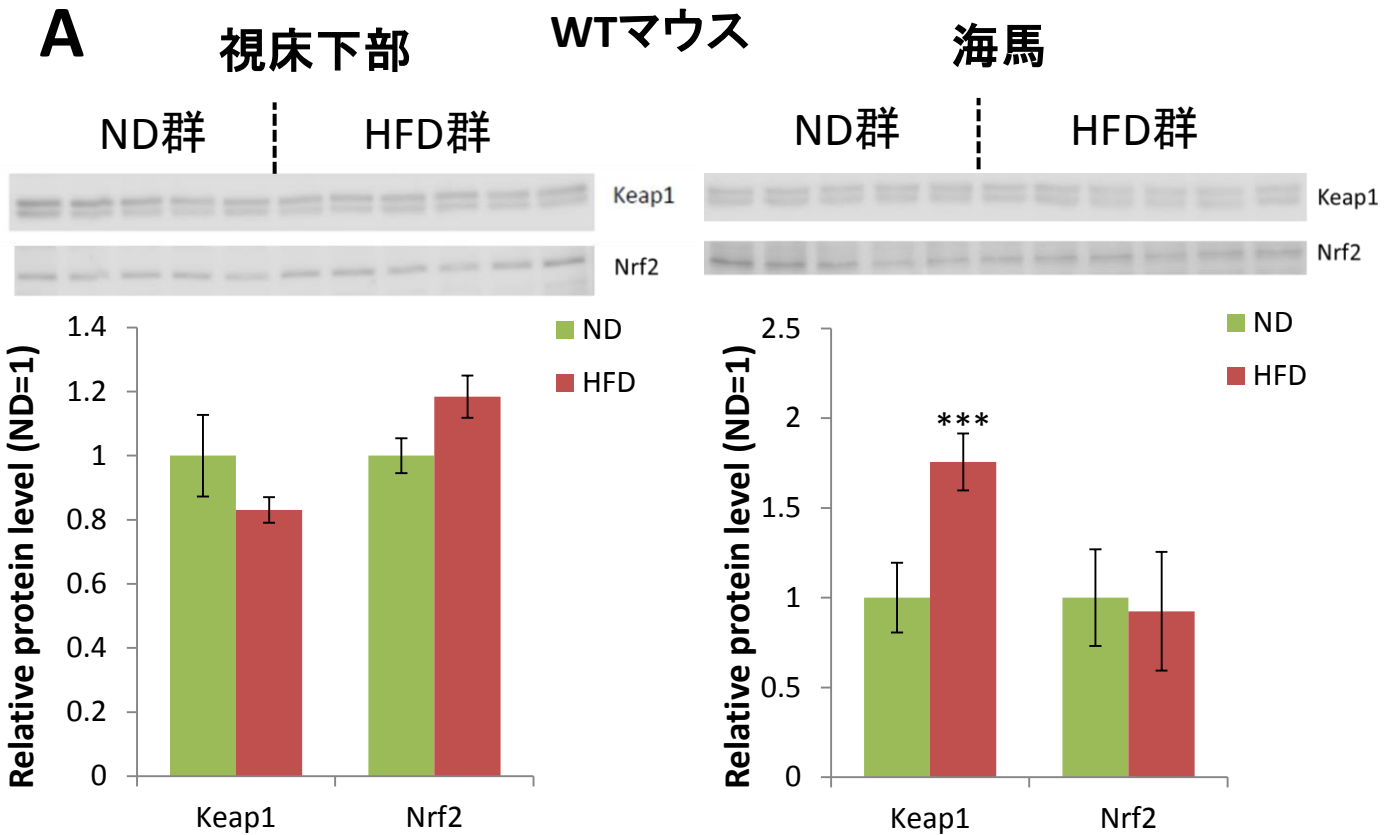 A
WTマウス
視床下部
ND群
HFD群
Keap1
Nrf2
Relative protein level (ND=1)
1.4
1.2
1
0.8
0.6
0.4
0.2
0
Keap1
Nrf2
ND
HFD
海馬
ND群
HFD群
Keap1
Nrf2
Relative protein level (ND=1)
2.5
2
1.5
1
0.5
0
***
Keap1
Nrf2
ND
HFD